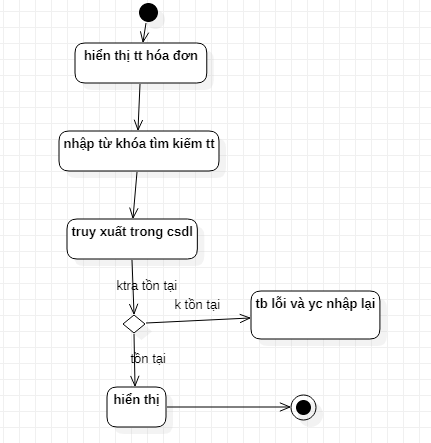 hiển thị tt hóa đơn
nhập từ khóa tìm kiếm tt
truy xuất trong csdl
ktra tồn tại
k tồn tại
tb lỗi và yc nhập lại
tồn tại
hiển thị